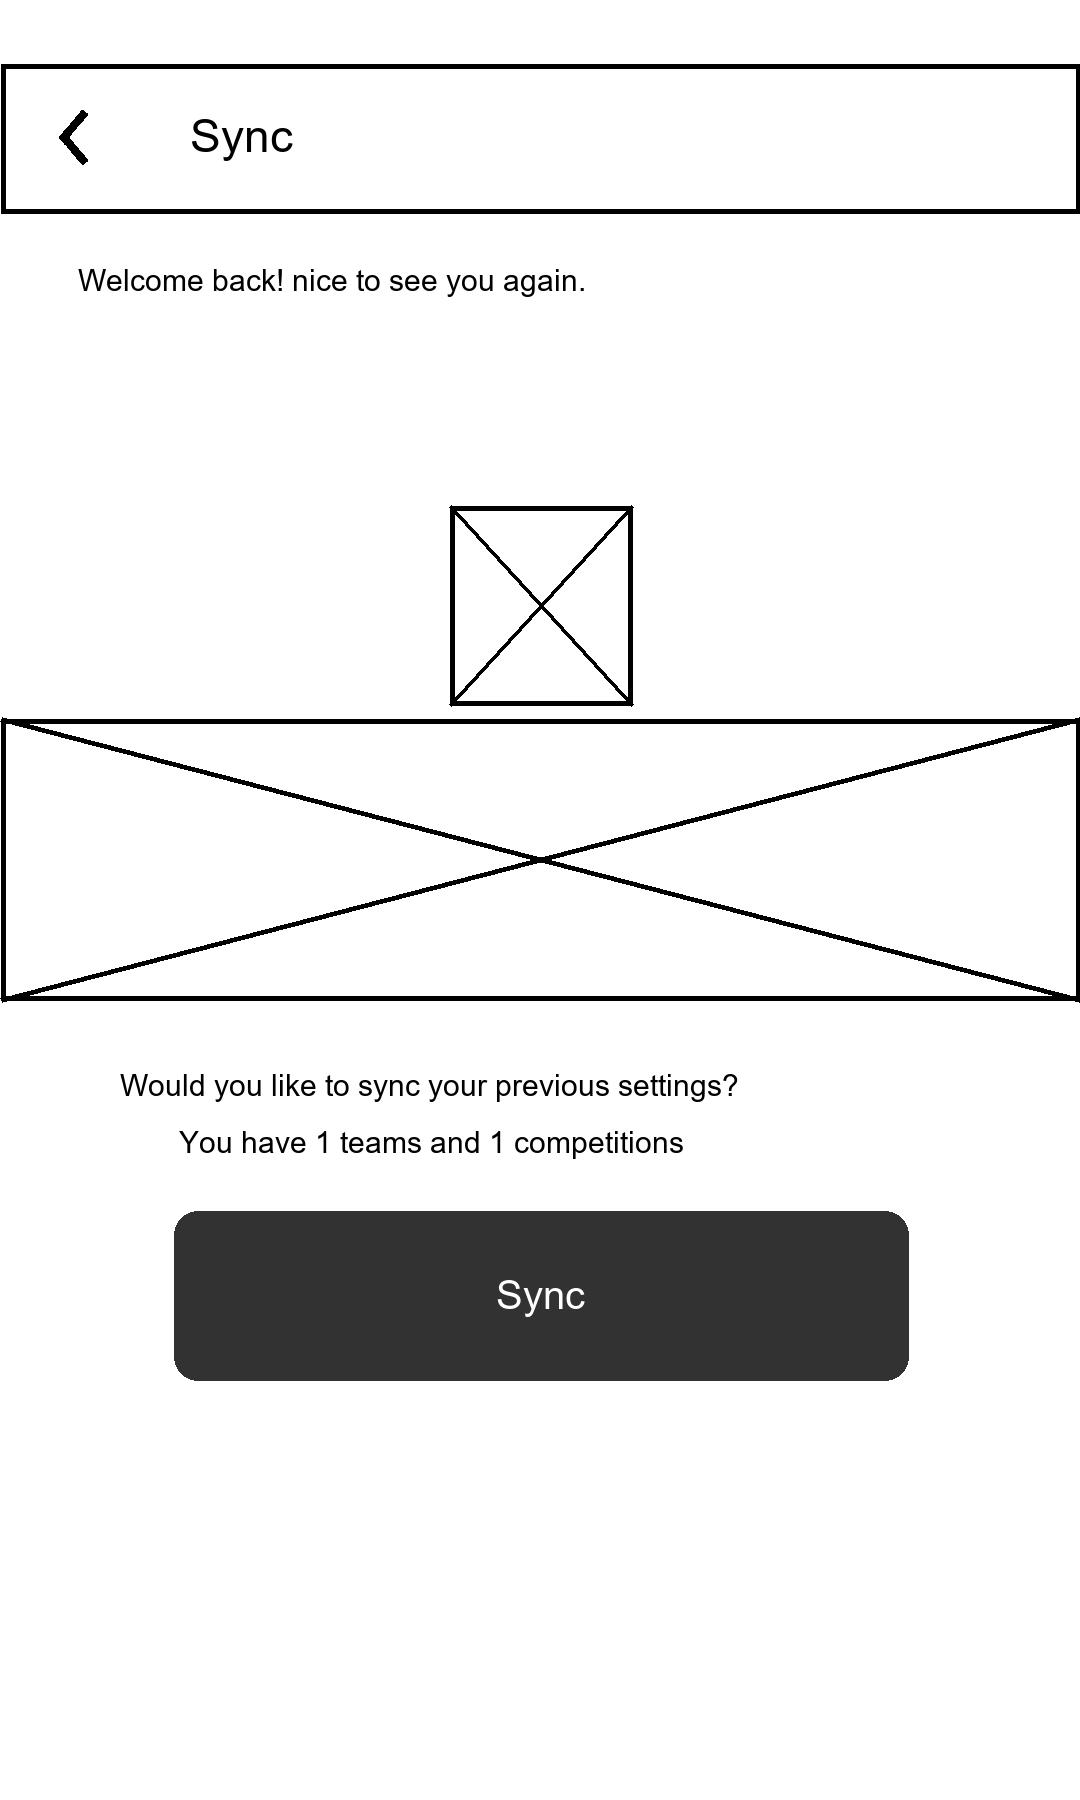 Sync
Welcome back! nice to see you again.
Would you like to sync your previous settings?
You have 1 teams and 1 competitions
Sync